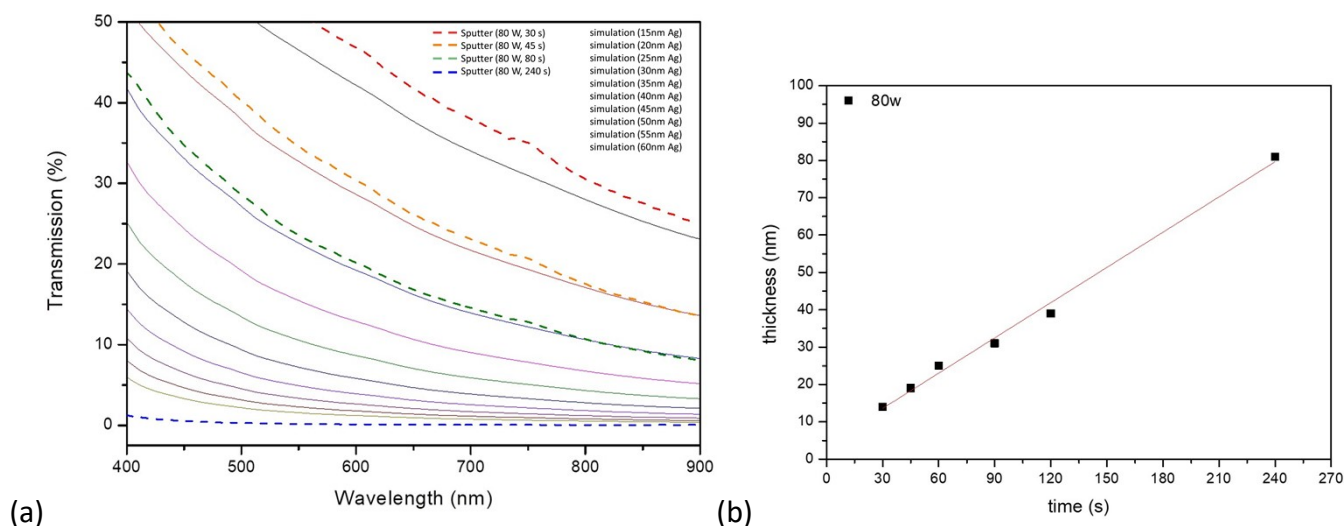 50
40
30
20
10
0
Transmission (%)
400 500 600 700 800 900
Wavelength (nm)
Sputter (80 W, 30 s)
Sputter (80 W, 45 s)
Sputter (80 W, 80 s)
Sputter (80 W, 240 s)
simulation (15nm Ag)
simulation (20nm Ag)
simulation (25nm Ag)
simulation (30nm Ag)
simulation (35nm Ag)
simulation (40nm Ag)
simulation (45nm Ag)
simulation (50nm Ag)
simulation (55nm Ag)
simulation (60nm Ag)
(a)
100
90
80
70
60
50
40
30
20
10
0
thickness (nm)
80w
0 30 60 90 120 150 180 210 240 270
time (s)
(b)